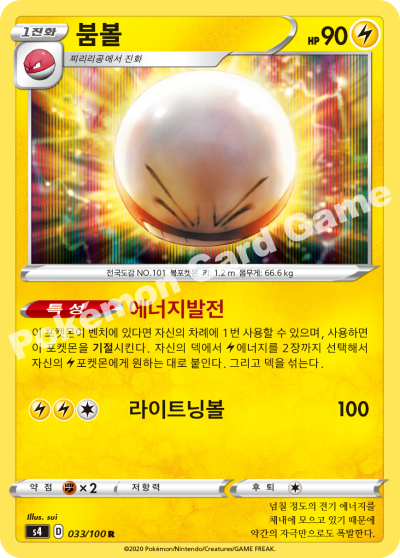 1진화
붐볼
HP 90
찌리리공에서 진화
전국도감 NO.101 볼포켓몬 키: 1.2 m 몸무게: 66.6 kg
특성 에너지발전
이 포켓몬이 벤치에 있다면 자신의 차례에 1번 사용할 수 있으며, 사용하면
이 포켓몬을 기절시킨다. 자신의 덱에서 에너지를 2장까지 선택해서
자신의 포켓몬에게 원하는 대로 붙인다. 그리고 덱을 섞는다.
라이트닝볼 100
약점 ×2 저항력 후퇴
Illus. sui
s4 D 033/100 R
넘칠 정도의 전기 에너지를
체내에 모으고 있기 때문에
약간의 자극만으로도 폭발한다.
©2020 Pokémon/Nintendo/Creatures/GAME FREAK.
Pokémon Card Game